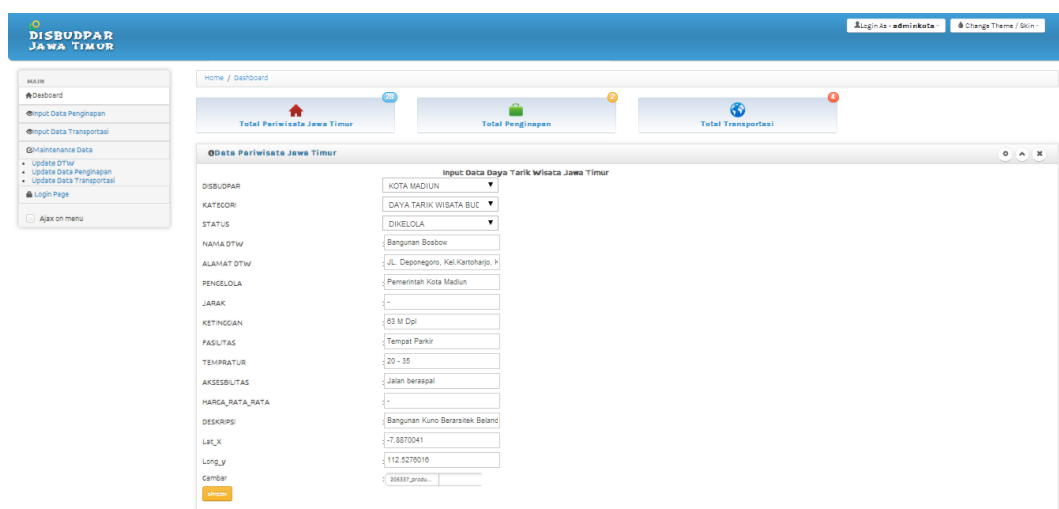 DISBUDPAR
JAWA TIMUR
Login As - adminkota
Change Theme / Skin
MAIN
Dasboard
Input Data Penginapan
Input Data Transportasi
Maintenance Data
Update DTW
Update Data Penginapan
Update Data Transportasi
Login Page
Ajax on menu
Home / Dashboard
Total Pariwisata Jawa Timur
Total Penginapan
Total Transportasi
Data Pariwisata Jawa Timur
Input Data Daya Tarik Wisata Jawa Timur
DISBUDPAR KOTA MADIUN
KATEGORI DAYA TARIK WISATA BUD
STATUS DIKELOLA
NAMA DTW : Bangunan Bosbow
ALAMAT DTW : JL. Deponegoro, Kel.Kartoharjo, K
PENGELOLA : Pemerintah Kota Madiun
JARAK : -
KETINGGIAN : 63 M Dpl
FASILITAS : Tempat Parkir
TEMPRATUR : 20 - 35
AKSESBILITAS : Jalan beraspal
HARGA_RATA_RATA : -
DESKRIPSI : Bangunan Kuno Berarsitek Beland
Lat_X : -7.8870041
Long_y : 112.5276016
Gambar : 206337_produ...
simpan